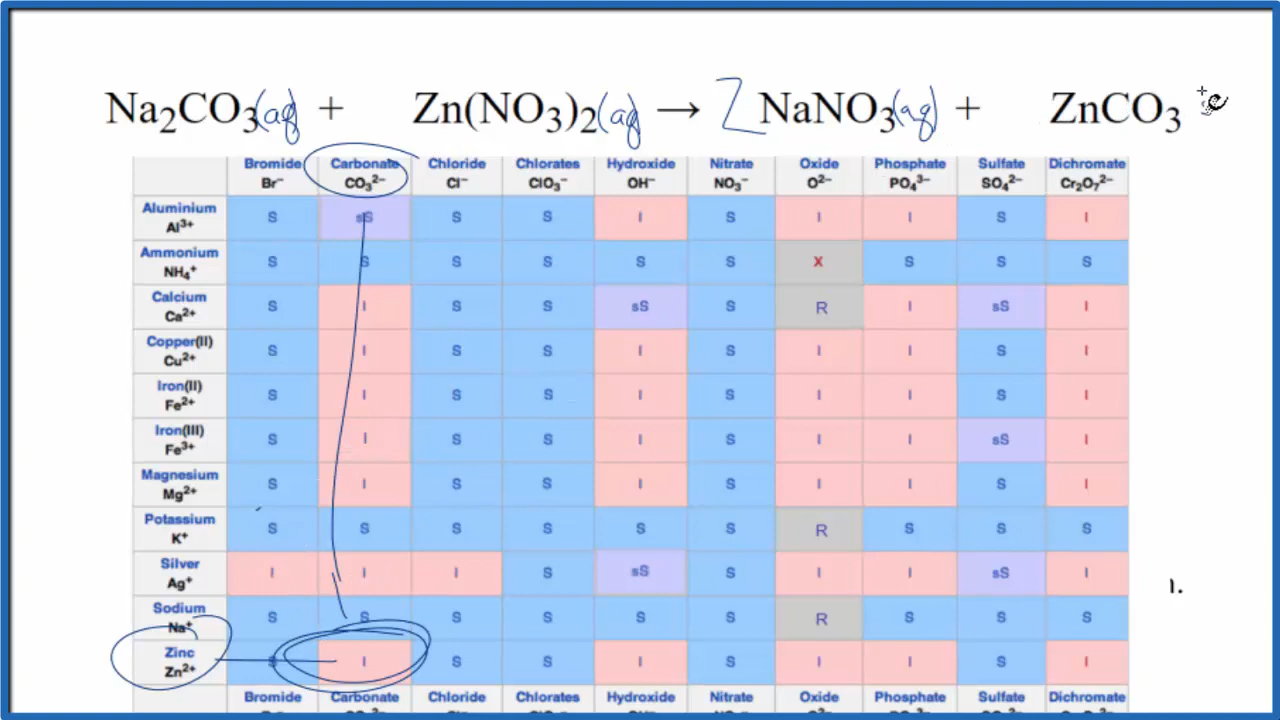 Na₂CO₃(aq) + Zn(NO₃)₂(aq) → 2 NaNO₃(aq) + ZnCO₃
Bromide Carbonate Chloride Chlorates Hydroxide Nitrate Oxide Phosphate Sulfate Dichromate
Br⁻ CO₃²⁻ Cl⁻ ClO₃⁻ OH⁻ NO₃⁻ O²⁻ PO₄³⁻ SO₄²⁻ Cr₂O₇²⁻
Aluminium Al³⁺ S sS S S I S I I S I
Ammonium NH₄⁺ S S S S S S X S S S
Calcium Ca²⁺ S I S S sS S R I sS I
Copper(II) Cu²⁺ S I S S I S I I S I
Iron(II) Fe²⁺ S I S S I S I I S I
Iron(III) Fe³⁺ S I S S I S I I sS I
Magnesium Mg²⁺ S I S S I S I I S I
Potassium K⁺ S S S S S S R S S S
Silver Ag⁺ I I I S sS S I I sS I
Sodium Na⁺ S S S S S S R S S S
Zinc Zn²⁺ S I S S I S I I S I
Bromide Carbonate Chloride Chlorates Hydroxide Nitrate Oxide Phosphate Sulfate Dichromate